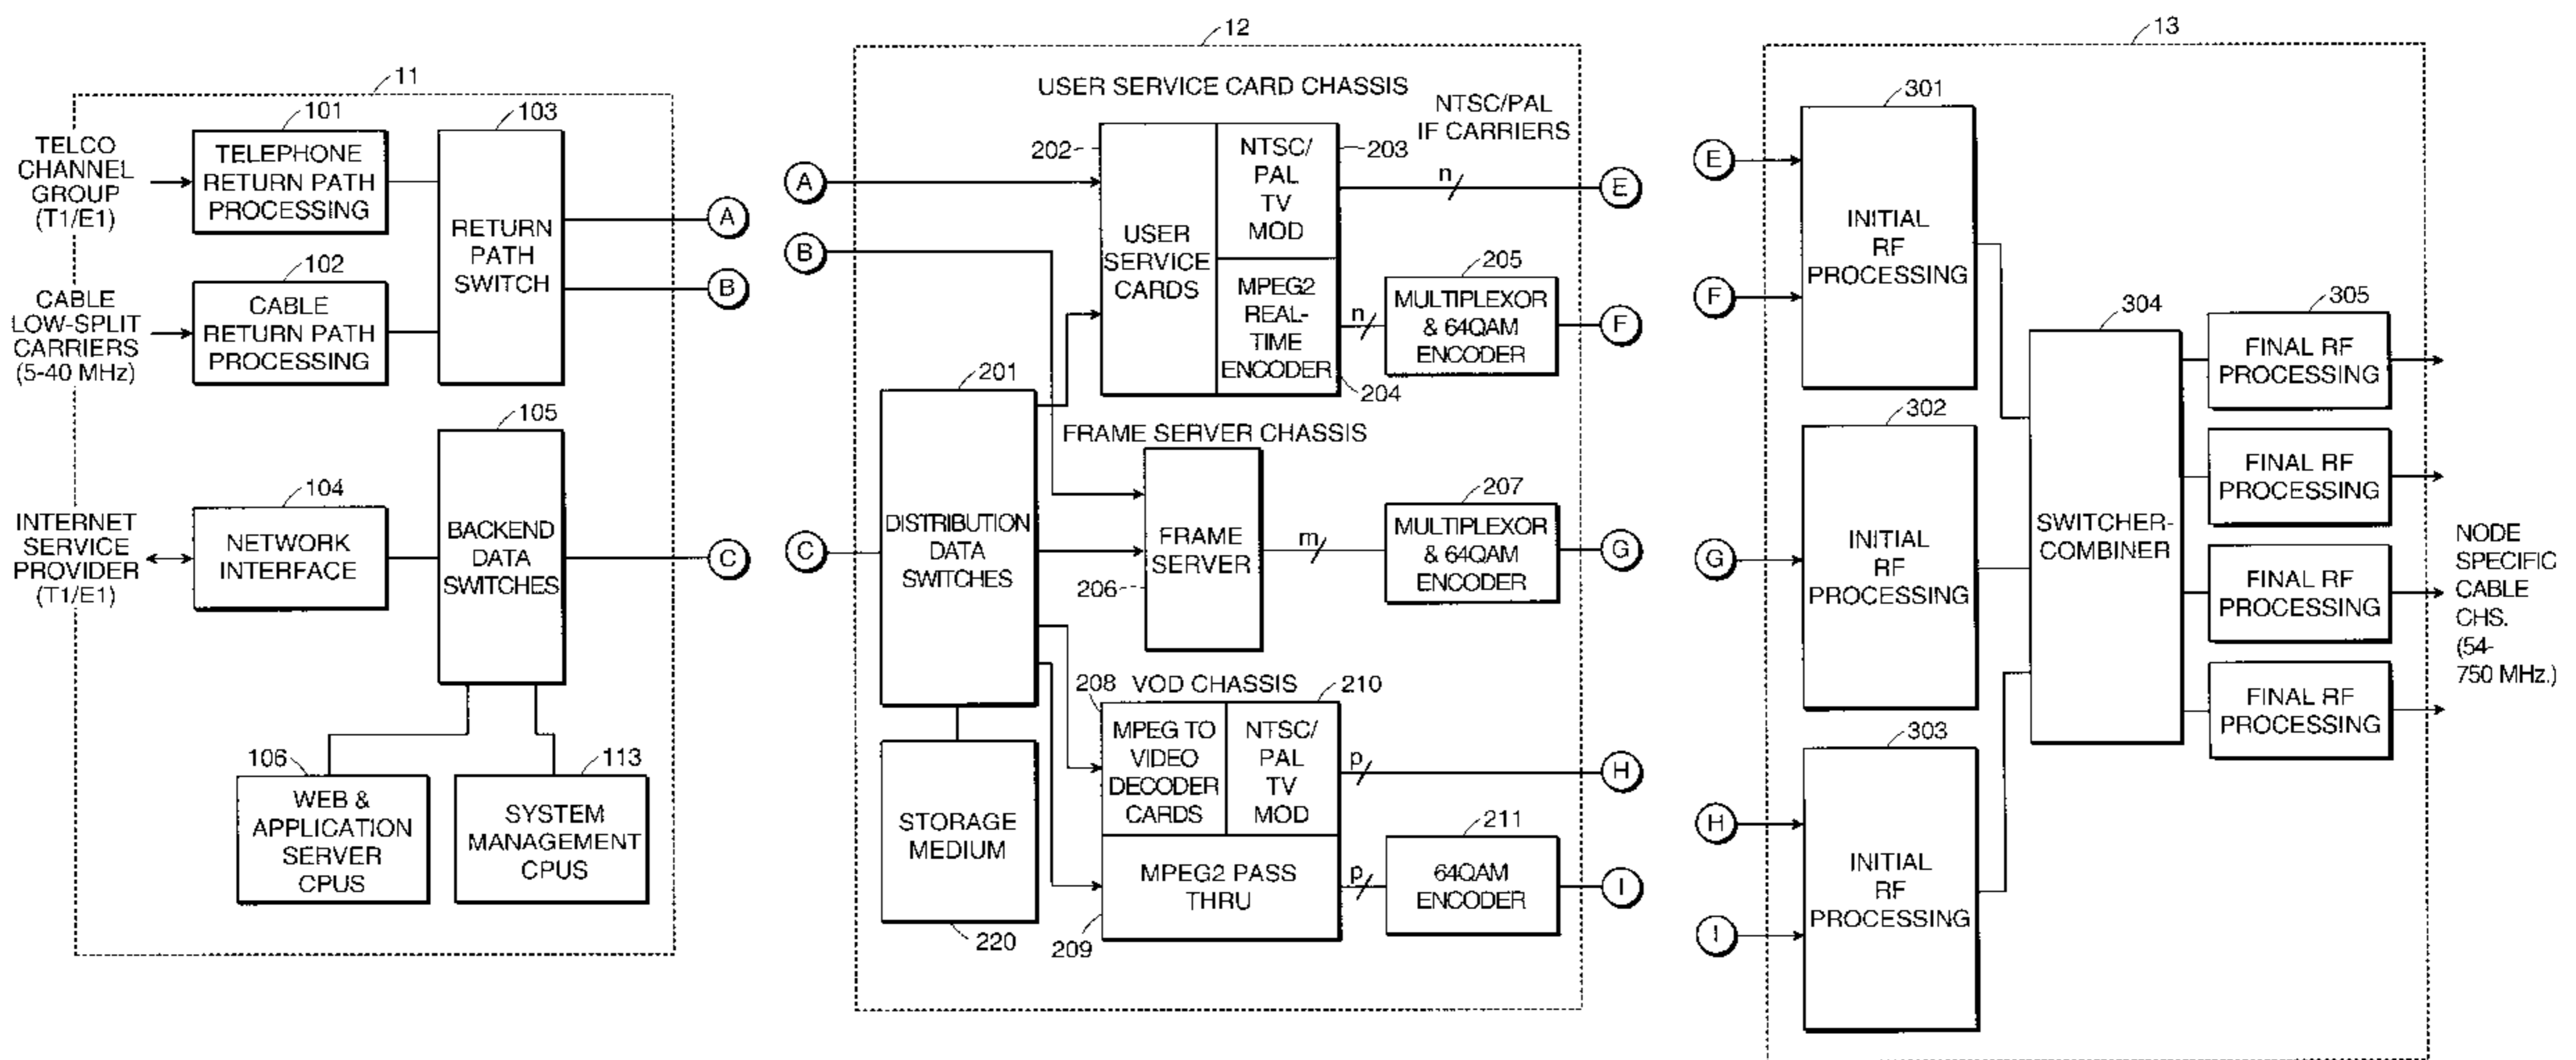 11
TELCO
CHANNEL
GROUP
(T1/E1)
101
TELEPHONE
RETURN PATH
PROCESSING
103
RETURN
PATH
SWITCH
A
B
CABLE
LOW-SPLIT
CARRIERS
(5-40 MHz)
102
CABLE
RETURN PATH
PROCESSING
105
BACKEND
DATA
SWITCHES
C
INTERNET
SERVICE
PROVIDER
(T1/E1)
104
NETWORK
INTERFACE
106
WEB &
APPLICATION
SERVER
CPUS
113
SYSTEM
MANAGEMENT
CPUS
12
USER SERVICE CARD CHASSIS
NTSC/PAL
IF CARRIERS
A
B
202
USER
SERVICE
CARDS
NTSC/
PAL
TV
MOD
203
n
E
MPEG2
REAL-
TIME
ENCODER
204
n
205
MULTIPLEXOR
& 64QAM
ENCODER
F
201
C
DISTRIBUTION
DATA
SWITCHES
FRAME SERVER CHASSIS
FRAME
SERVER
206
m
207
MULTIPLEXOR
& 64QAM
ENCODER
G
208
VOD CHASSIS
210
MPEG TO
VIDEO
DECODER
CARDS
NTSC/
PAL
TV
MOD
p
H
STORAGE
MEDIUM
220
MPEG2 PASS
THRU
209
p
211
64QAM
ENCODER
I
13
E
F
301
INITIAL
RF
PROCESSING
G
302
INITIAL
RF
PROCESSING
H
I
303
INITIAL
RF
PROCESSING
304
SWITCHER-
COMBINER
305
FINAL RF
PROCESSING
FINAL RF
PROCESSING
FINAL RF
PROCESSING
FINAL RF
PROCESSING
NODE
SPECIFIC
CABLE
CHS.
(54-
750 MHz.)